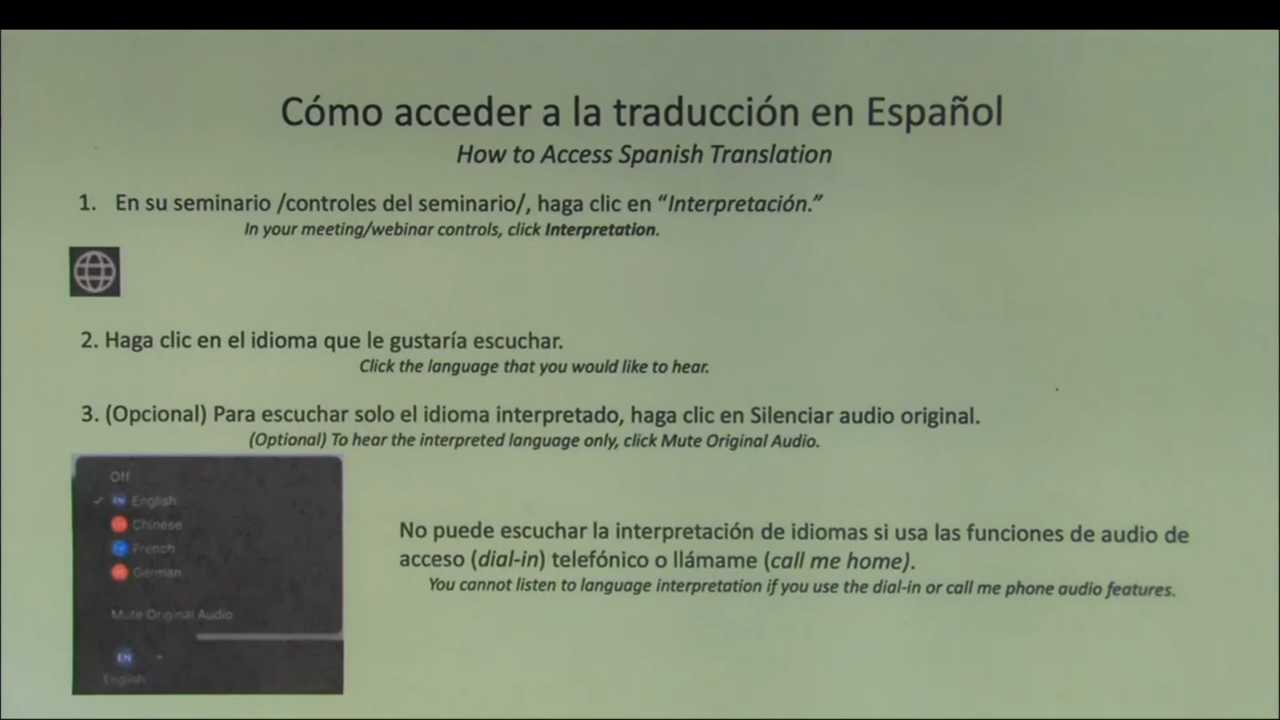 Cómo acceder a la traducción en Español
How to Access Spanish Translation
1. En su seminario /controles del seminario/, haga clic en “Interpretación.”
In your meeting/webinar controls, click Interpretation.
2. Haga clic en el idioma que le gustaría escuchar.
Click the language that you would like to hear.
3. (Opcional) Para escuchar solo el idioma interpretado, haga clic en Silenciar audio original.
(Optional) To hear the interpreted language only, click Mute Original Audio.
Off
EN English
Chinese
French
German
Mute Original Audio
EN
English
No puede escuchar la interpretación de idiomas si usa las funciones de audio de
acceso (dial-in) telefónico o llámame (call me home).
You cannot listen to language interpretation if you use the dial-in or call me phone audio features.